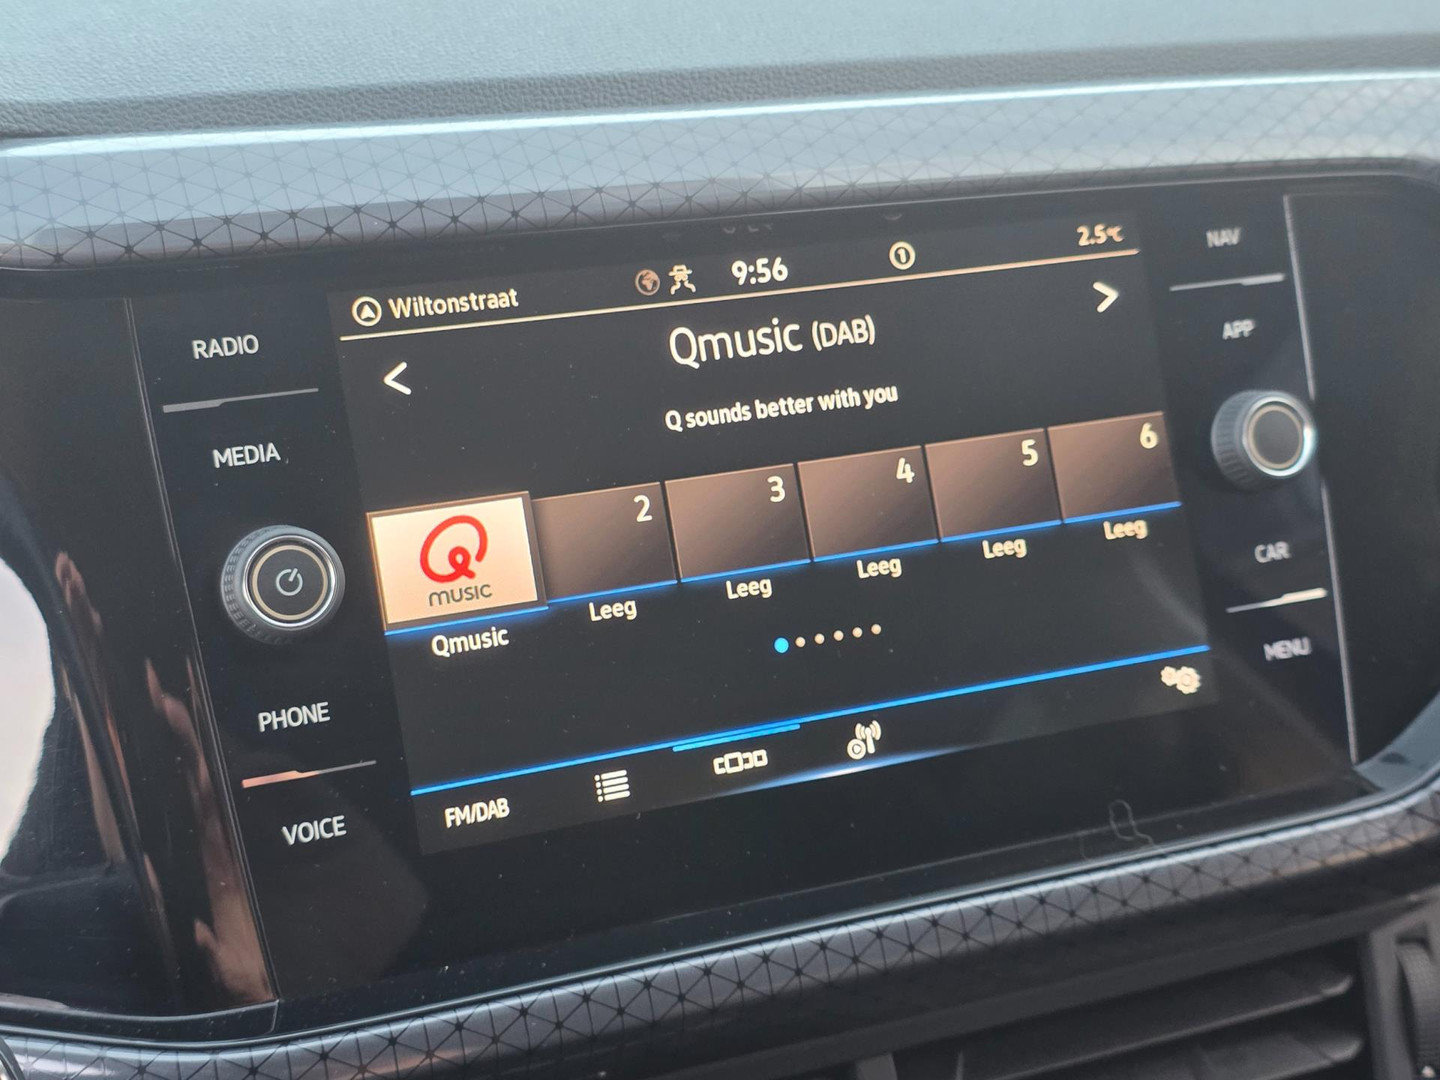 Wiltonstraat
9:56
1
2.5°C
Qmusic (DAB)
Q sounds better with you
Q
MUSIC
2
3
4
5
6
Qmusic
Leeg
Leeg
Leeg
Leeg
Leeg
FM/DAB
RADIO
MEDIA
PHONE
VOICE
NAV
APP
CAR
MENU